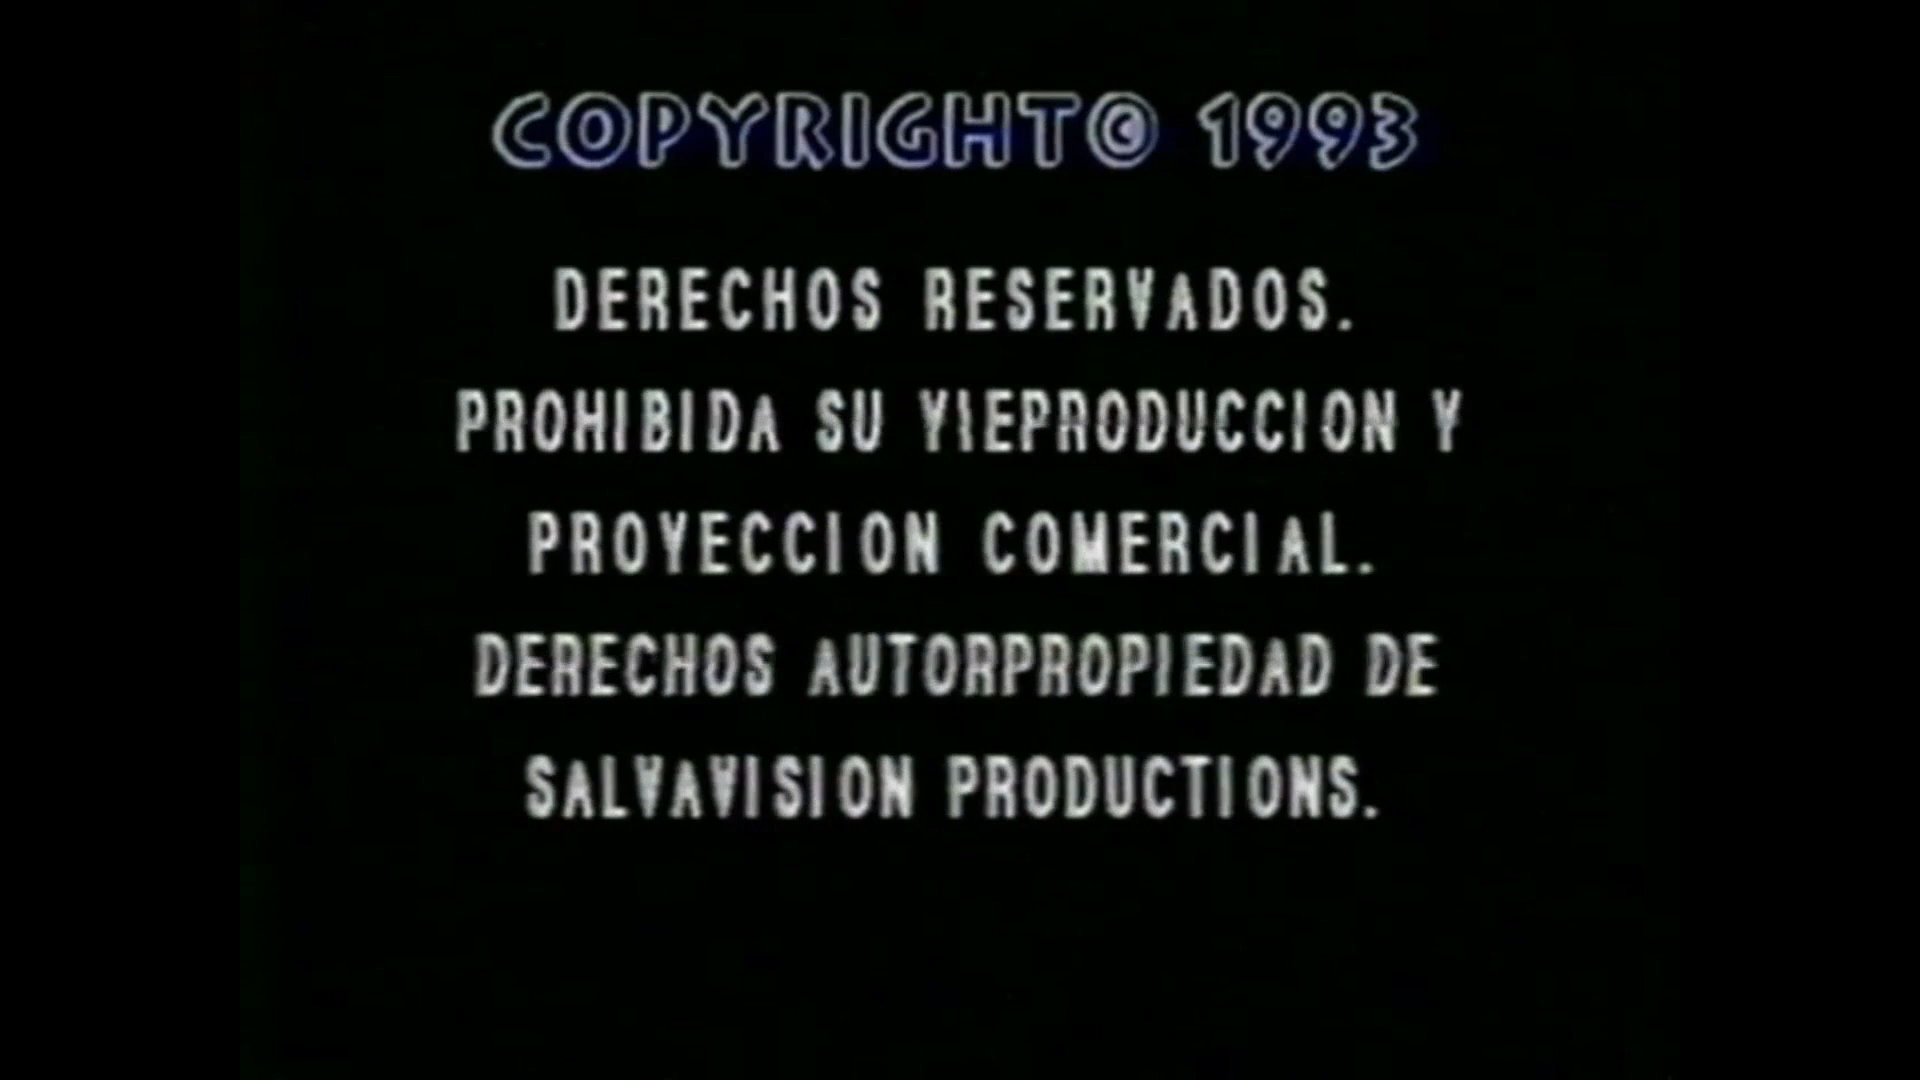 COPYRIGHT© 1993
DERECHOS RESERVADOS.
PROHIBIDA SU YIEPRODUCCION Y
PROYECCION COMERCIAL.
DERECHOS AUTORPROPIEDAD DE
SALVAVISION PRODUCTIONS.